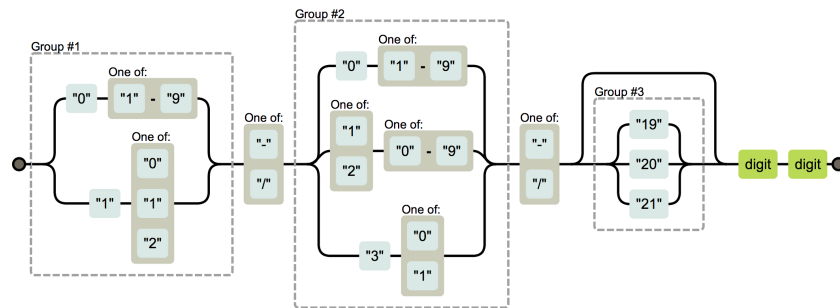 Group #1
One of:
"0"
"1" - "9"
One of:
"0"
"1"
"1"
"2"
One of:
"-"
"/"
Group #2
One of:
"0"
"1" - "9"
"1"
"2"
One of:
"0" - "9"
One of:
"3"
"0"
"1"
One of:
"-"
"/"
Group #3
"19"
"20"
"21"
digit
digit